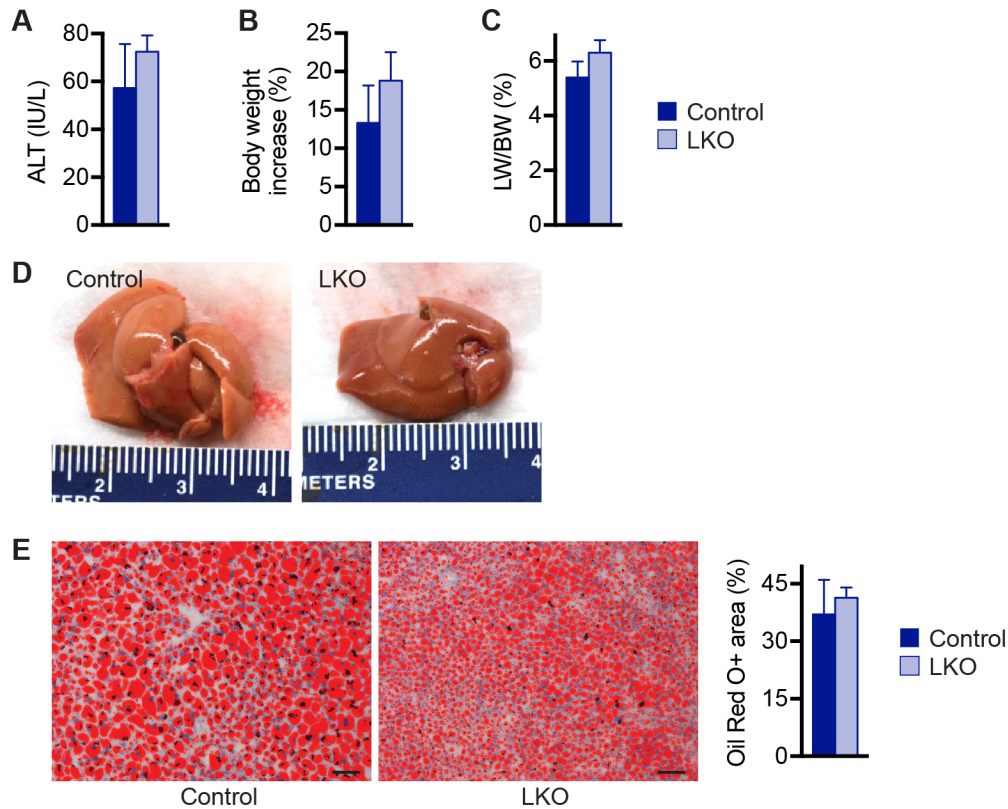 A
ALT (IU/L)
80
60
40
20
0
B
Body weight
increase (%)
25
20
15
10
5
0
C
LW/BW (%)
6
4
2
0
Control
LKO
D
Control
2
3
4
TERS
LKO
2
3
4
METERS
E
Control
LKO
Oil Red O+ area (%)
45
30
15
0
Control
LKO